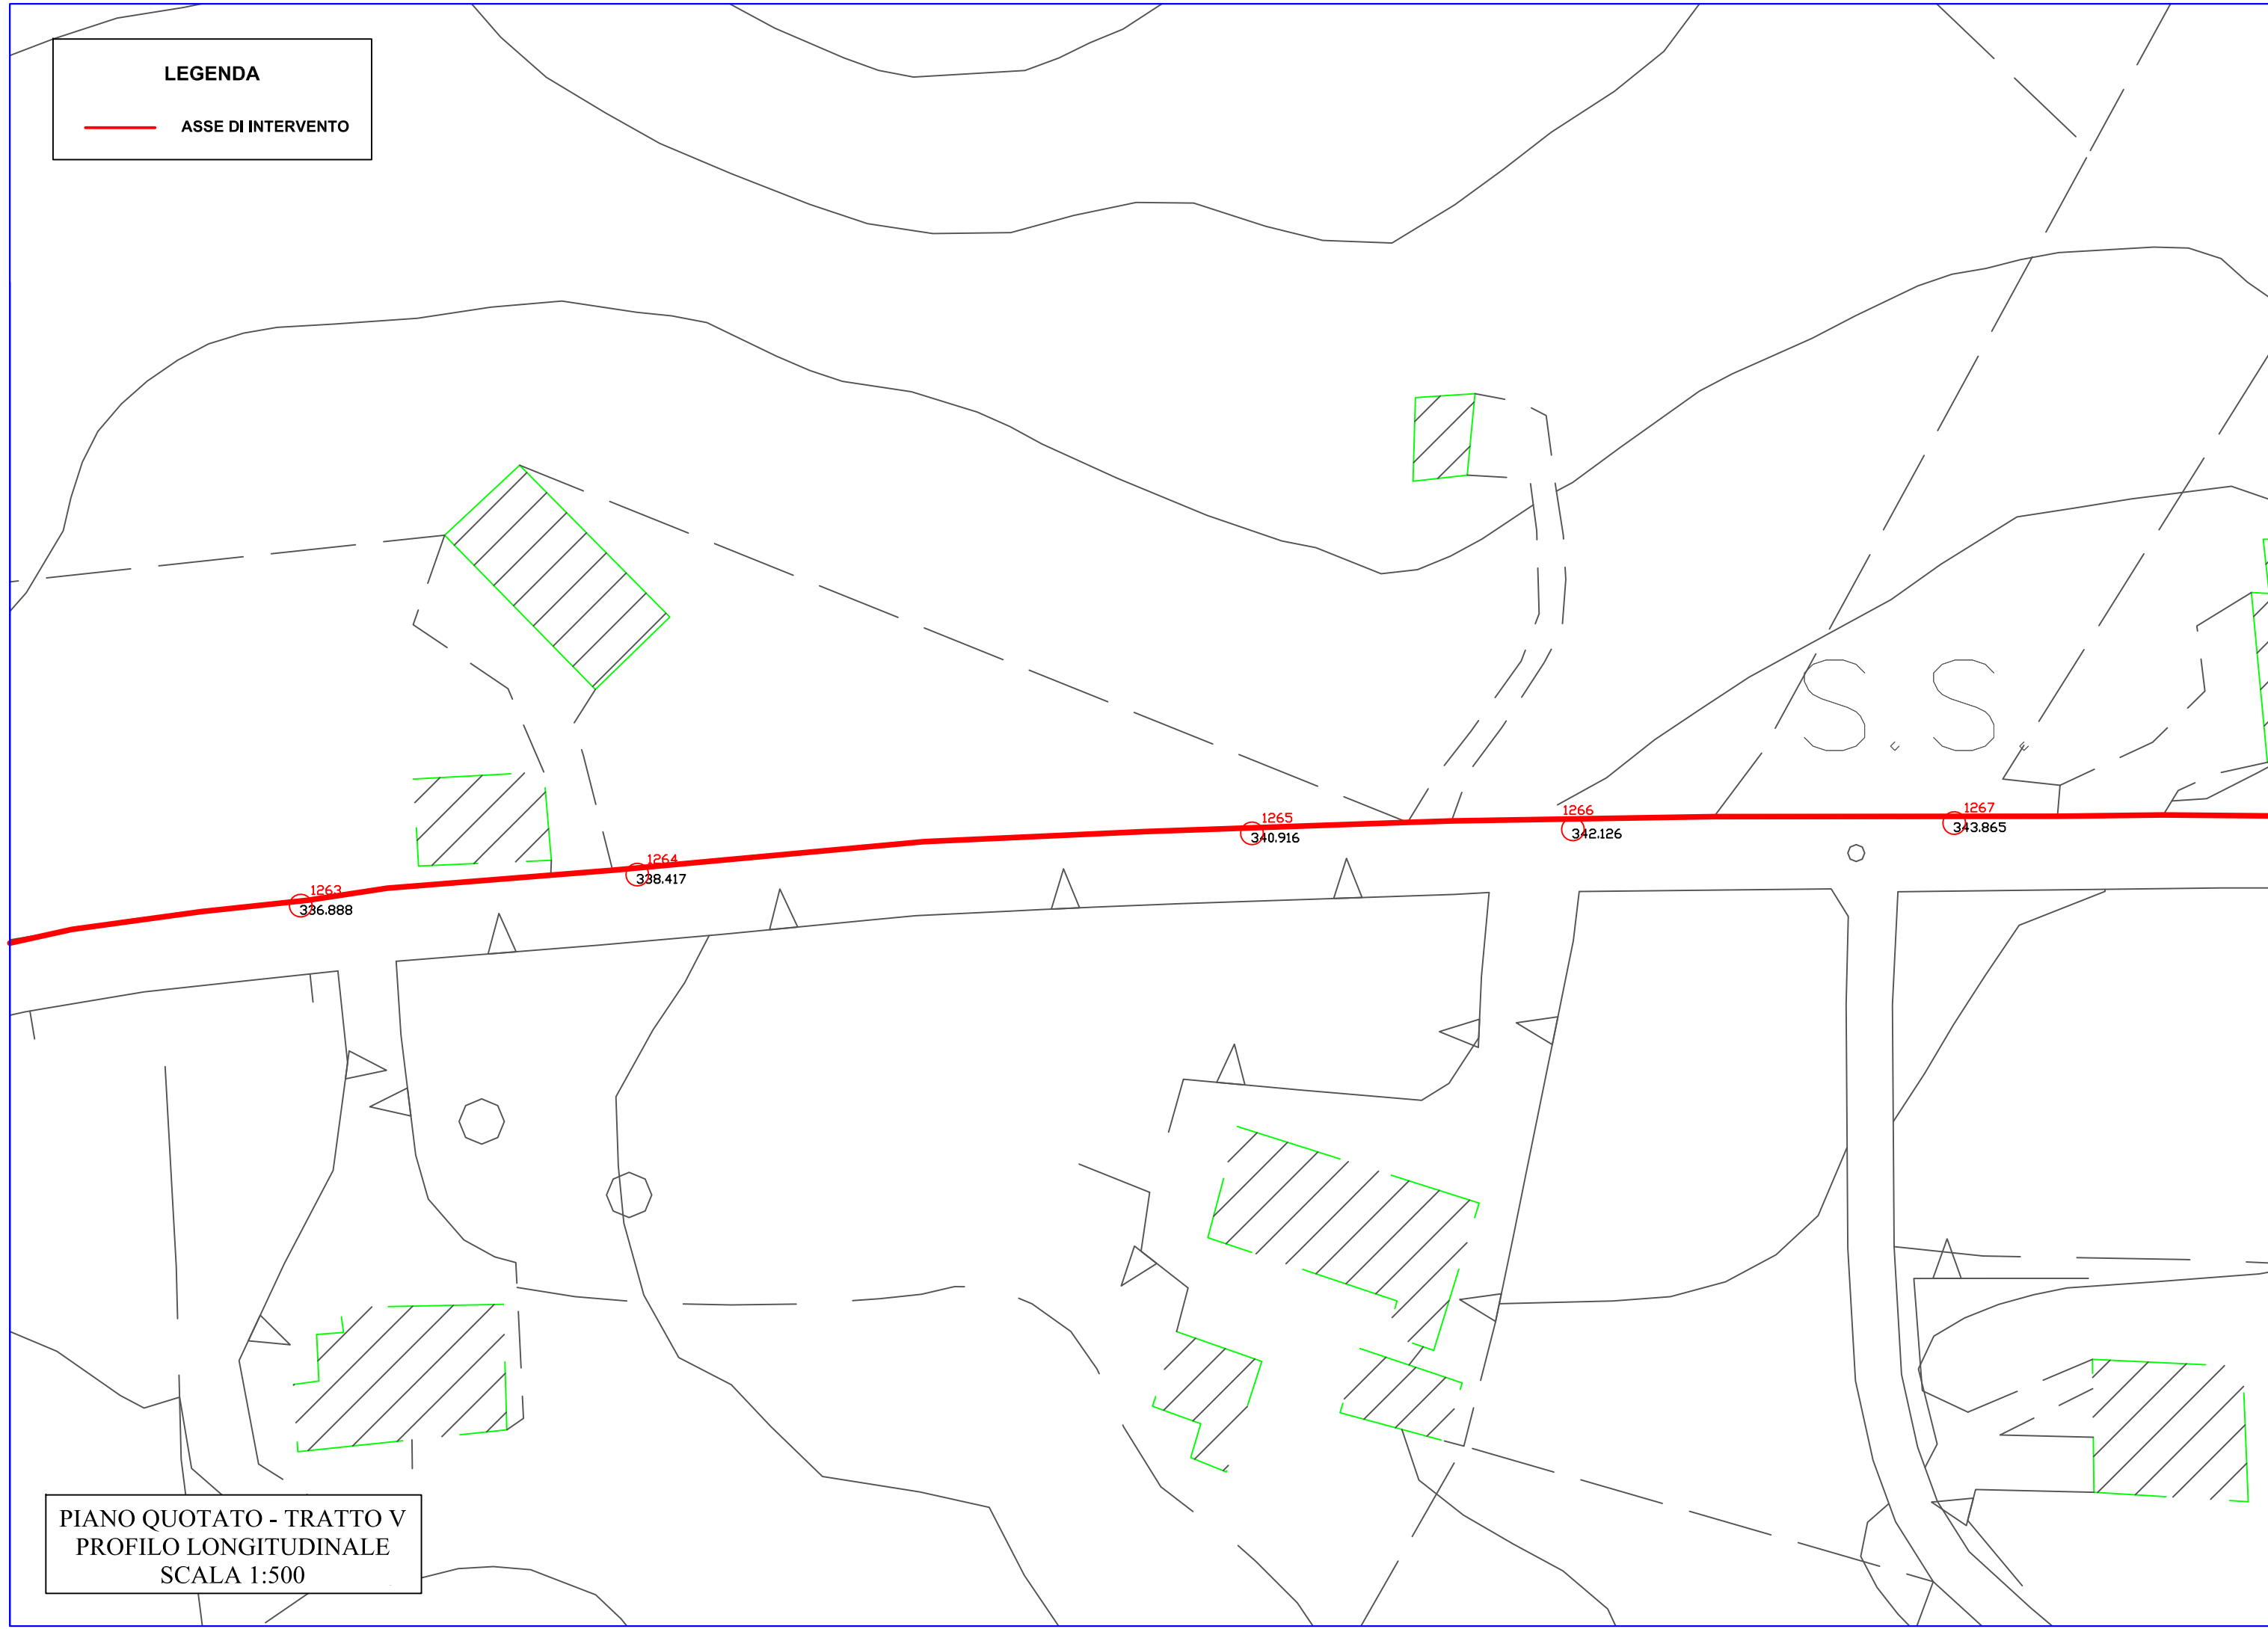 LEGENDA
ASSE DI INTERVENTO
S.S.
1263
336.888
1264
338.417
1265
340.916
1266
342.126
1267
343.865
PIANO QUOTATO - TRATTO V
PROFILO LONGITUDINALE
SCALA 1:500